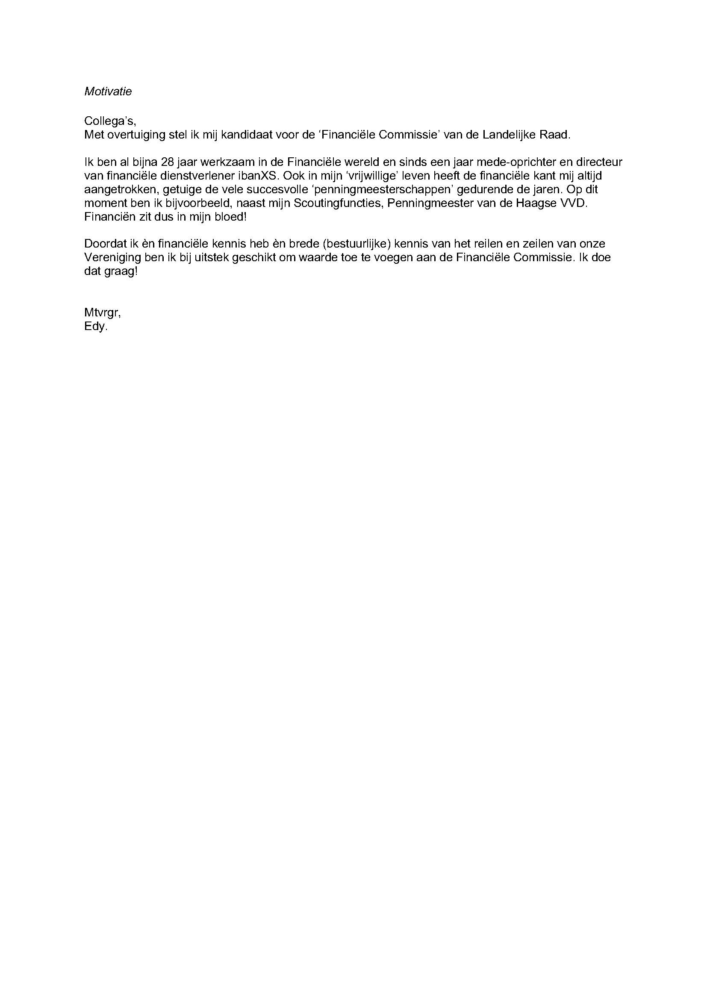 Motivatie
Collega’s,
Met overtuiging stel ik mij kandidaat voor de ‘Financiële Commissie’ van de Landelijke Raad.
Ik ben al bijna 28 jaar werkzaam in de Financiële wereld en sinds een jaar mede-oprichter en directeur
van financiële dienstverlener ibanXS. Ook in mijn ‘vrijwillige’ leven heeft de financiële kant mij altijd
aangetrokken, getuige de vele succesvolle ‘penningmeesterschappen’ gedurende de jaren. Op dit
moment ben ik bijvoorbeeld, naast mijn Scoutingfuncties, Penningmeester van de Haagse VVD.
Financiën zit dus in mijn bloed!
Doordat ik èn financiële kennis heb èn brede (bestuurlijke) kennis van het reilen en zeilen van onze
Vereniging ben ik bij uitstek geschikt om waarde toe te voegen aan de Financiële Commissie. Ik doe
dat graag!
Mtvrgr,
Edy.